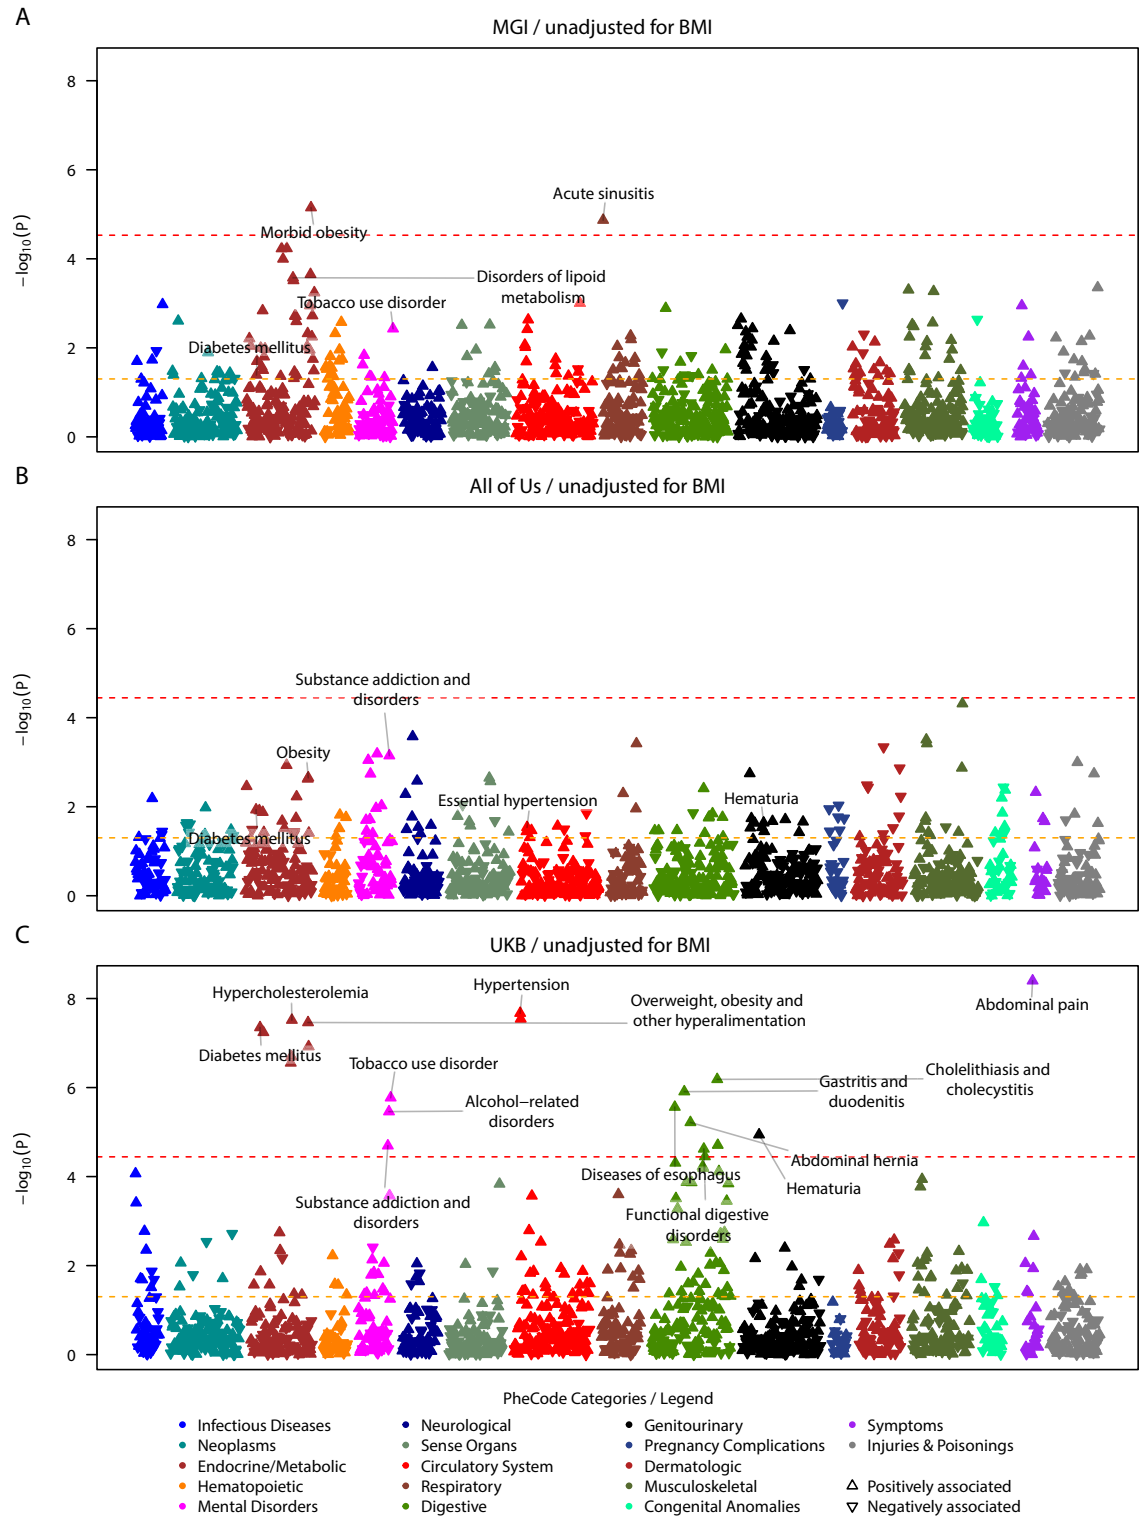 A
MGI / unadjusted for BMI
8
6
4
2
0
−log10(P)
Acute sinusitis
Morbid obesity
Disorders of lipoid
metabolism
Tobacco use disorder
Diabetes mellitus
B
All of Us / unadjusted for BMI
8
6
4
2
0
−log10(P)
Substance addiction and
disorders
Obesity
Essential hypertension
Hematuria
Diabetes mellitus
C
UKB / unadjusted for BMI
8
6
4
2
0
−log10(P)
Hypercholesterolemia
Hypertension
Overweight, obesity and
other hyperalimentation
Abdominal pain
Diabetes mellitus
Tobacco use disorder
Cholelithiasis and
cholecystitis
Gastritis and
duodenitis
Alcohol−related
disorders
Abdominal hernia
Diseases of esophagus
Hematuria
Substance addiction and
disorders
Functional digestive
disorders
PheCode Categories / Legend
Infectious Diseases
Neoplasms
Endocrine/Metabolic
Hematopoietic
Mental Disorders
Neurological
Sense Organs
Circulatory System
Respiratory
Digestive
Genitourinary
Pregnancy Complications
Dermatologic
Musculoskeletal
Congenital Anomalies
Symptoms
Injuries & Poisonings
Positively associated
Negatively associated